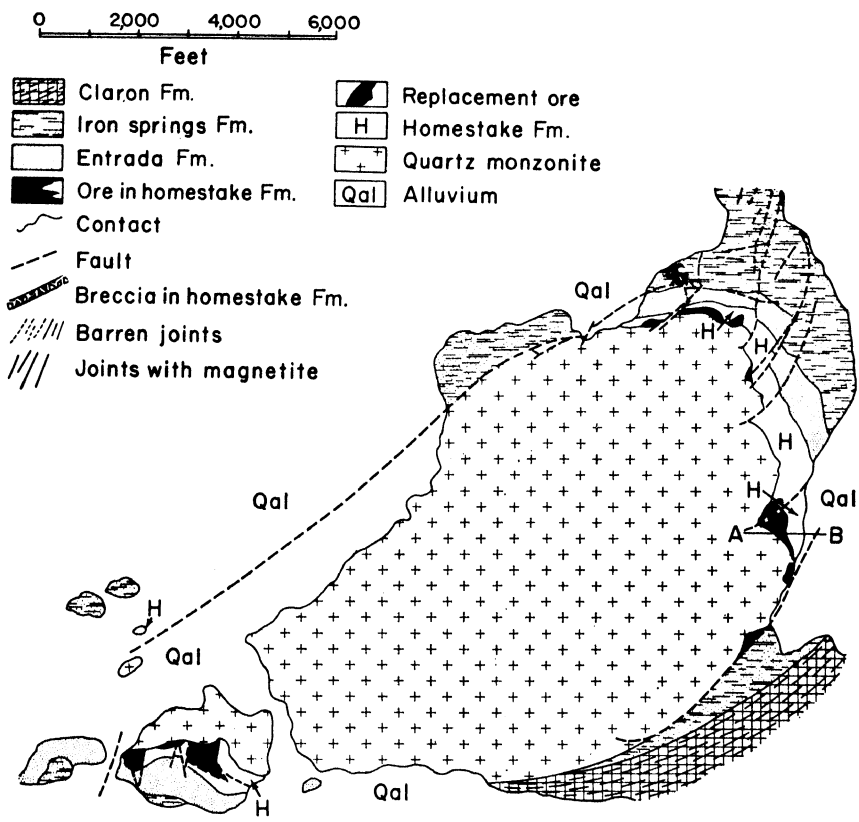 0 2,000 4,000 6,000
Feet
Claron Fm.
Iron springs Fm.
Entrada Fm.
Ore in homestake Fm.
Contact
Fault
Breccia in homestake Fm.
Barren joints
Joints with magnetite
Replacement ore
H Homestake Fm.
Quartz monzonite
Qal Alluvium
Qal
H
H
H
Qal
H
Qal
A B
H
Qal
Qal
H